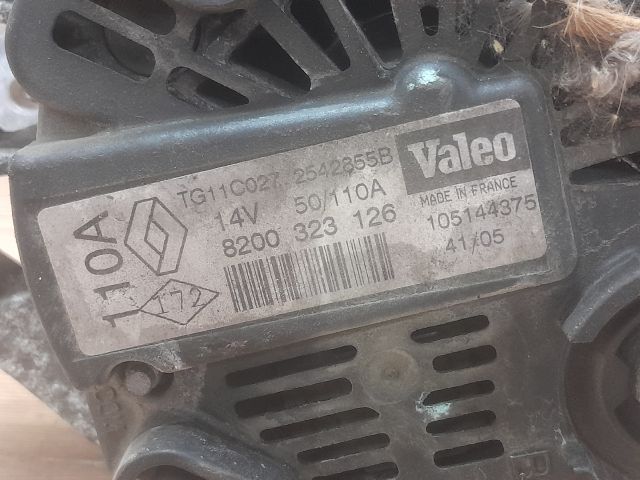 110A
172
TG11C027 2542855B
14V 50/110A
8200 323 126
Valeo
MADE IN FRANCE
105144375
41/05